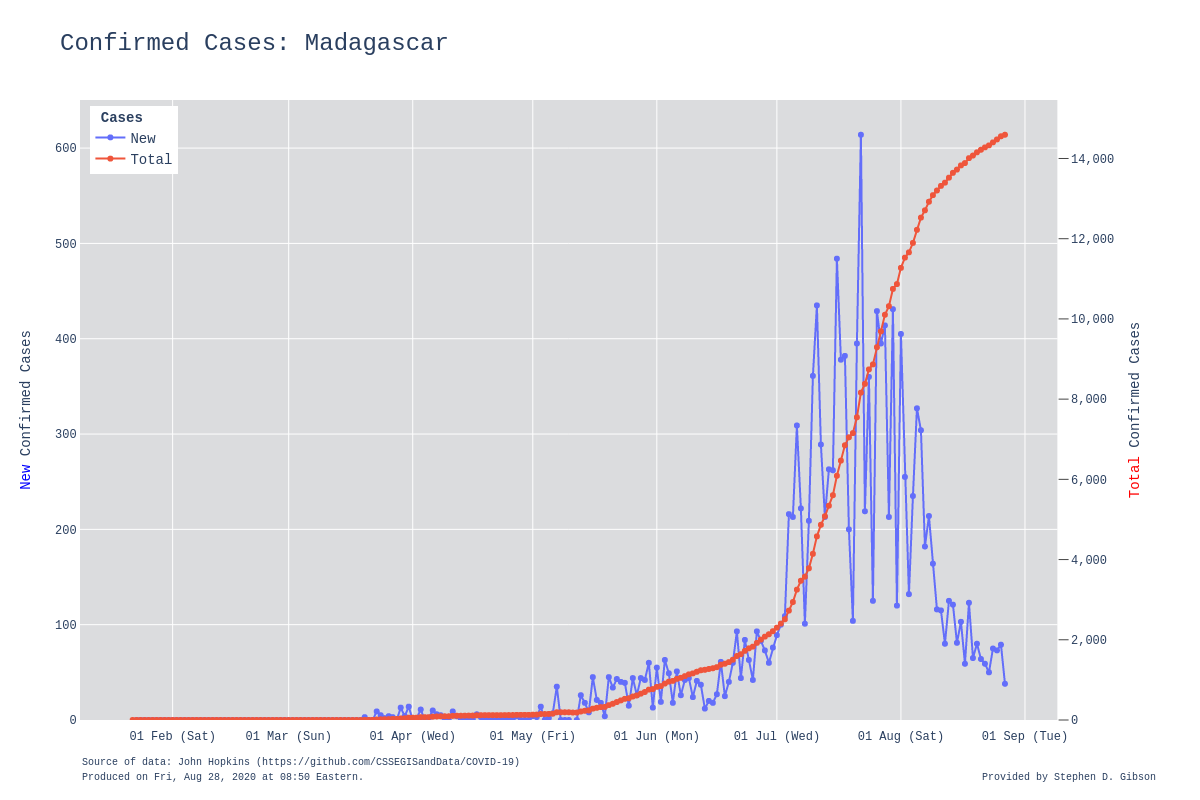 Confirmed Cases: Madagascar
Cases
New
Total
600
500
400
300
200
100
0
14,000
12,000
10,000
8,000
6,000
4,000
2,000
0
New Confirmed Cases
Total Confirmed Cases
01 Feb (Sat) 01 Mar (Sun) 01 Apr (Wed) 01 May (Fri) 01 Jun (Mon) 01 Jul (Wed) 01 Aug (Sat) 01 Sep (Tue)
Source of data: John Hopkins (https://github.com/CSSEGISandData/COVID-19)
Produced on Fri, Aug 28, 2020 at 08:50 Eastern.
Provided by Stephen D. Gibson